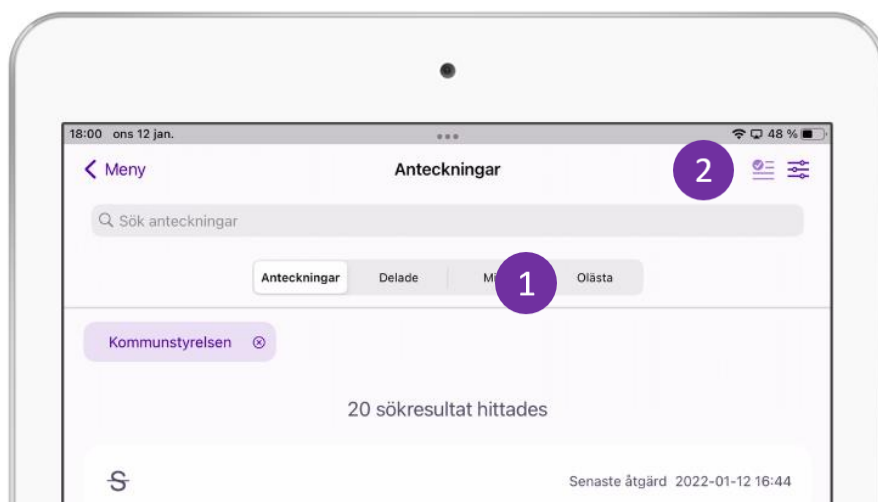 18:00 ons 12 jan. 48 %
Meny Anteckningar 2
Sök anteckningar
Anteckningar Delade 1 Olästa
Kommunstyrelsen
20 sökresultat hittades
S Senaste åtgärd 2022-01-12 16:44